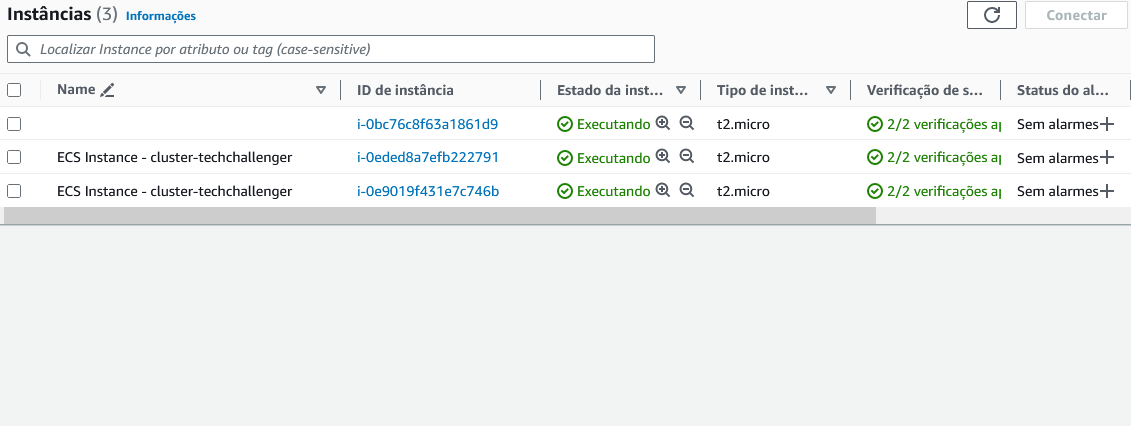 Instâncias (3) Informações
Conectar
Localizar Instance por atributo ou tag (case-sensitive)
Name ID de instância Estado da inst... Tipo de inst... Verificação de s... Status do al...
i-0bc76c8f63a1861d9 Executando t2.micro 2/2 verificações a Sem alarmes
ECS Instance - cluster-techchallenger i-0eded8a7efb222791 Executando t2.micro 2/2 verificações a Sem alarmes
ECS Instance - cluster-techchallenger i-0e9019f431e7c746b Executando t2.micro 2/2 verificações a Sem alarmes